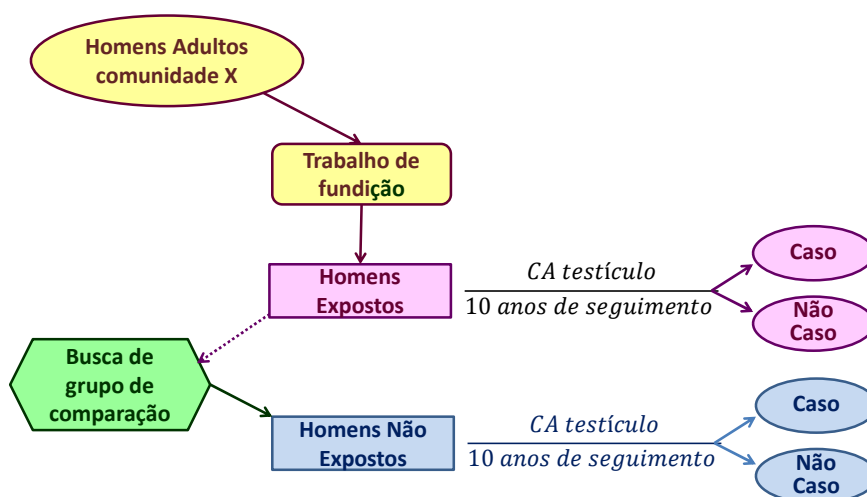 Homens Adultos
comunidade X
Trabalho de
fundição
Homens
Expostos
CA testículo
10 anos de seguimento
Caso
Não
Caso
Busca de
grupo de
comparação
Homens Não
Expostos
CA testículo
10 anos de seguimento
Caso
Não
Caso